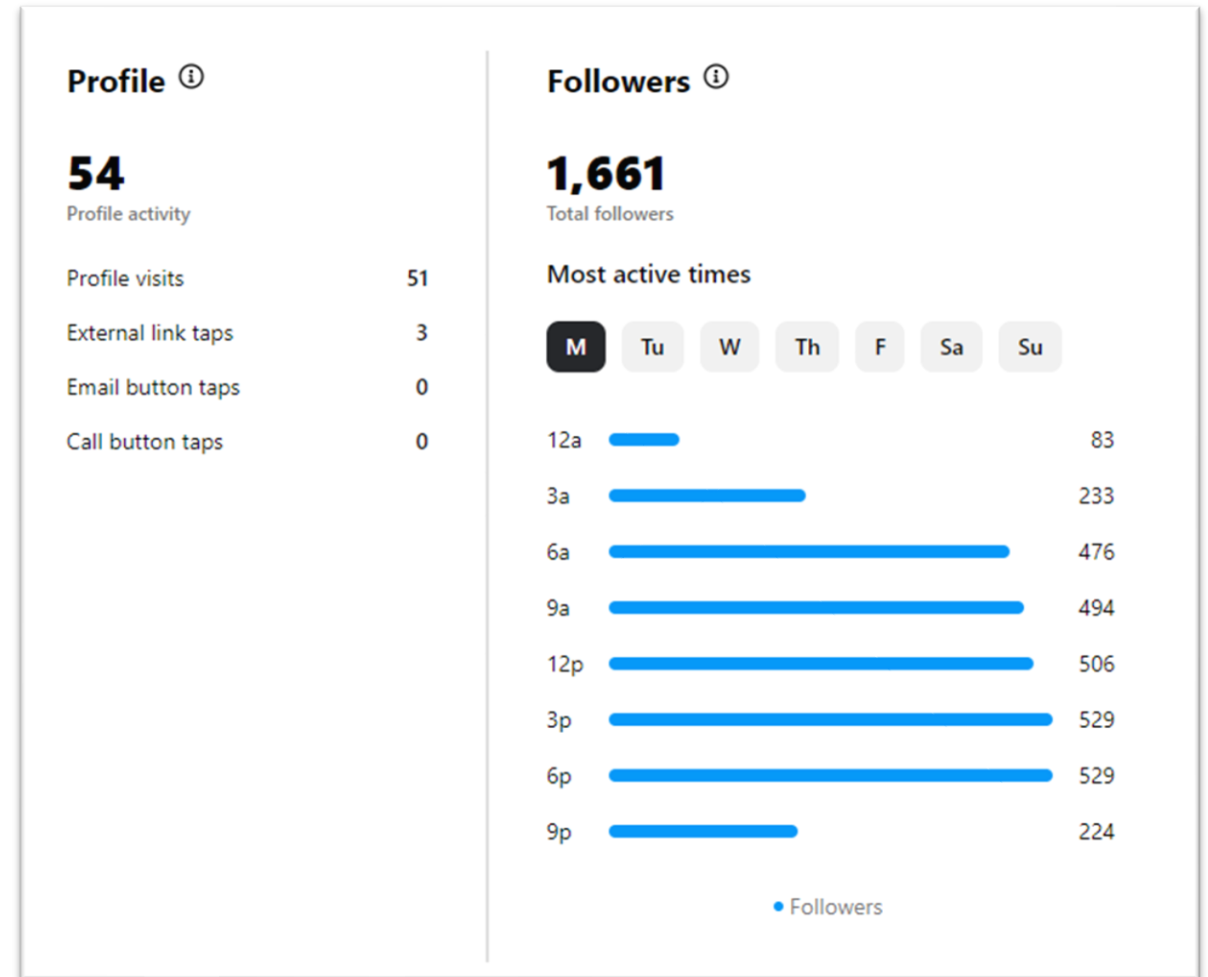 Profile
54
Profile activity
Profile visits 51
External link taps 3
Email button taps 0
Call button taps 0
Followers
1,661
Total followers
Most active times
M Tu W Th F Sa Su
12a 83
3a 233
6a 476
9a 494
12p 506
3p 529
6p 529
9p 224
Followers